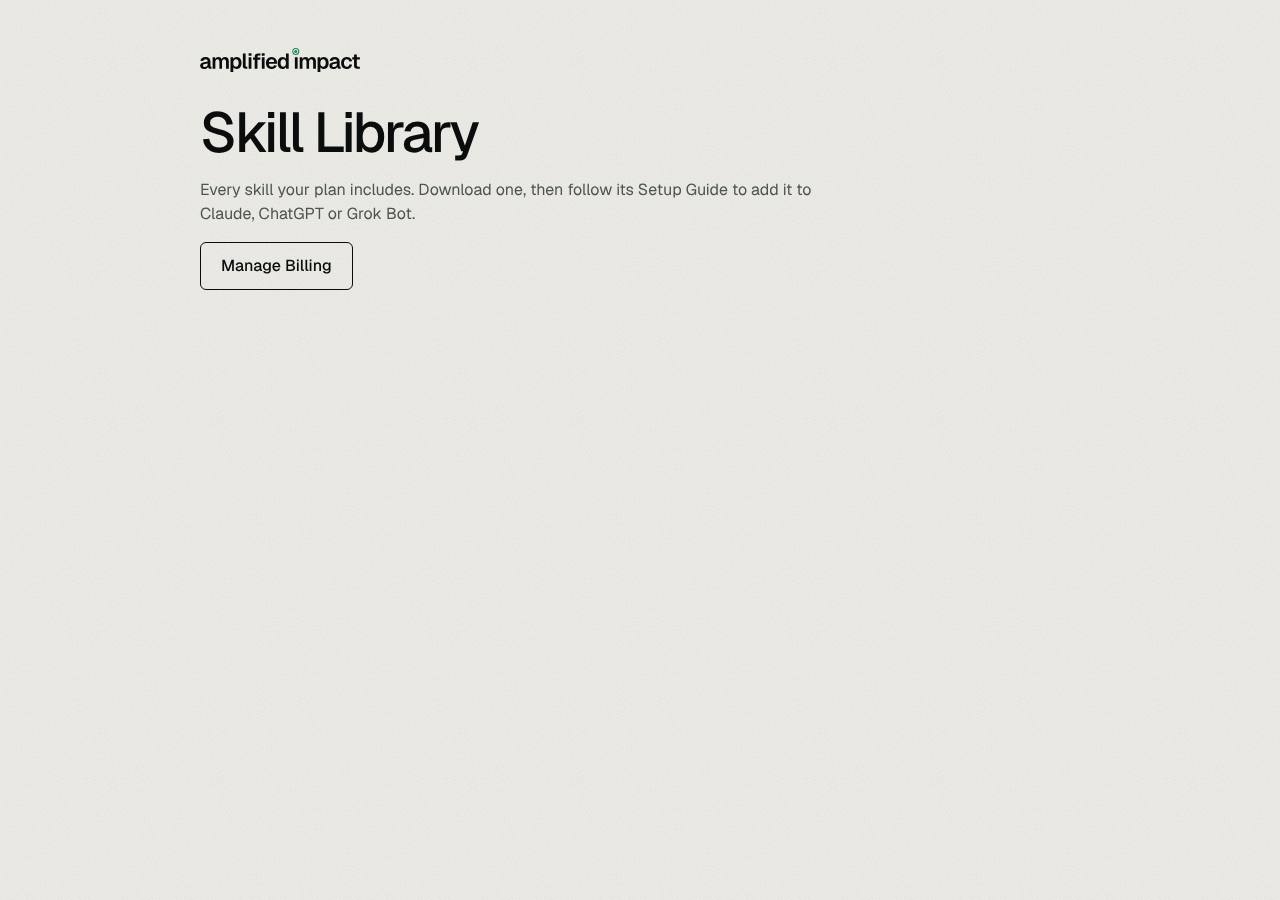 amplified impact
Skill Library
Every skill your plan includes. Download one, then follow its Setup Guide to add it to
Claude, ChatGPT or Grok Bot.
Manage Billing